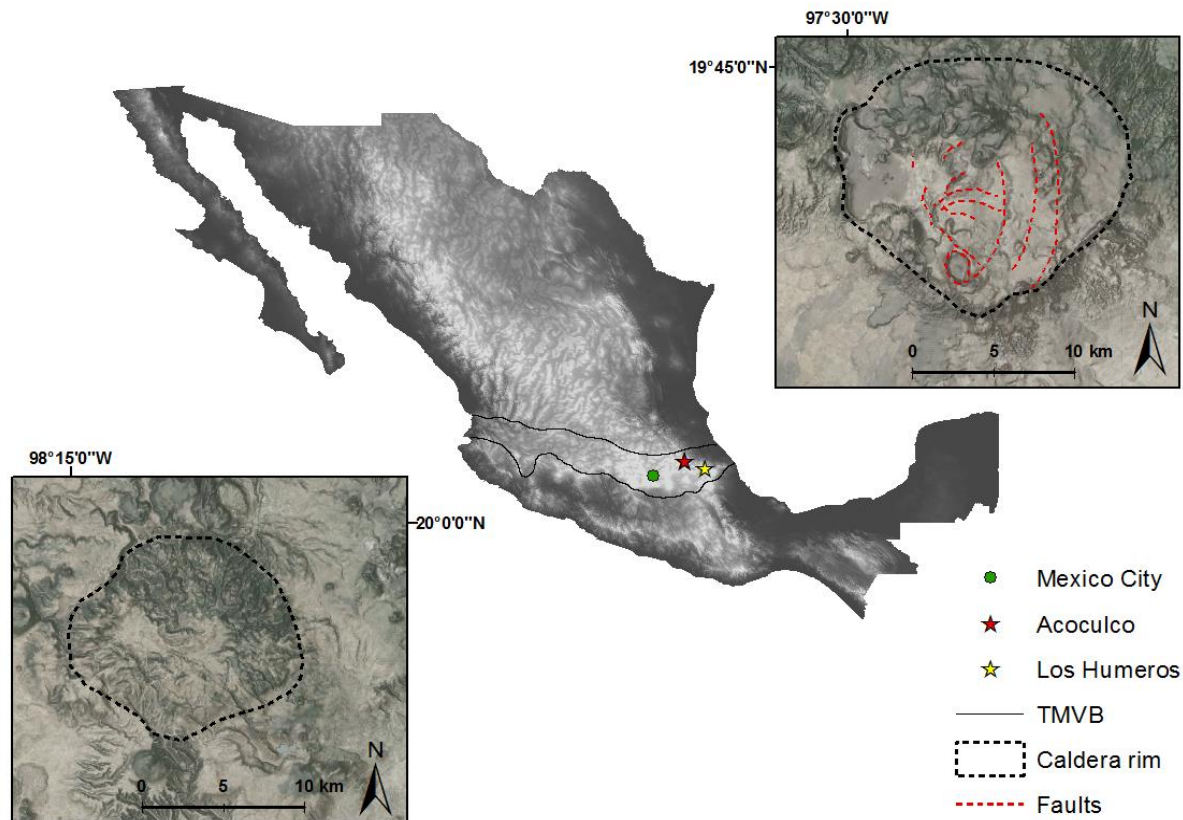 97°30'0"W
19°45'0"N
N
0 5 10 km
98°15'0"W
20°0'0"N
N
0 5 10 km
Mexico City
Acoculco
Los Humeros
TMVB
Caldera rim
Faults